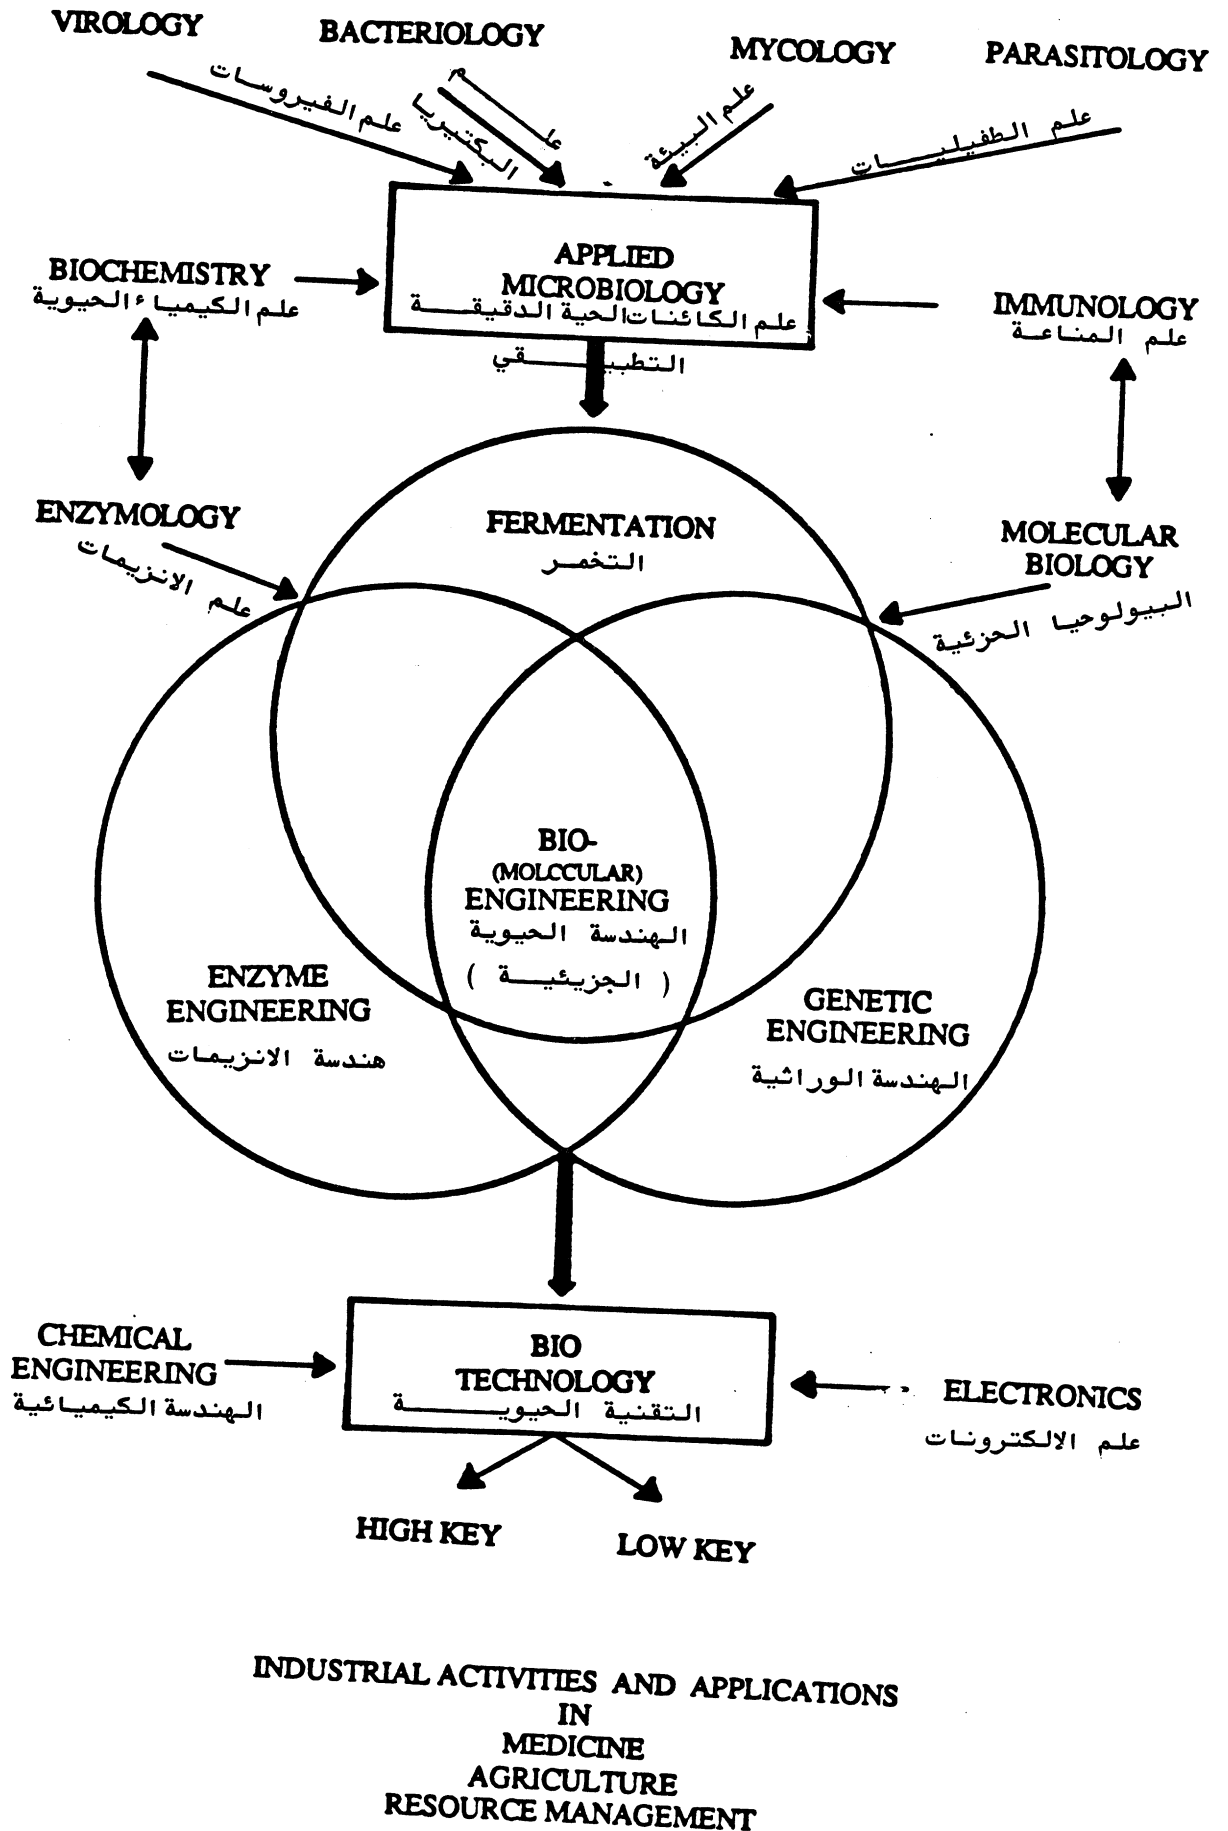 VIROLOGY
علم الفيروسات
BACTERIOLOGY
علم
البكتيريا
MYCOLOGY
علم البيئة
PARASITOLOGY
علم الطفيليات
APPLIED
MICROBIOLOGY
علم الكائنات الحية الدقيقة
التطبيقي
BIOCHEMISTRY
علم الكيمياء الحيوية
IMMUNOLOGY
علم المناعة
ENZYMOLOGY
علم الانزيمات
FERMENTATION
التخمر
MOLECULAR
BIOLOGY
البيولوحيا الحزئية
BIO-
(MOLCCULAR)
ENGINEERING
الهندسة الحيوية
( الجزيئية )
ENZYME
ENGINEERING
هندسة الانزيمات
GENETIC
ENGINEERING
الهندسة الوراثية
CHEMICAL
ENGINEERING
الهندسة الكيميائية
BIO
TECHNOLOGY
التقنية الحيوية
ELECTRONICS
علم الالكترونات
HIGH KEY
LOW KEY
INDUSTRIAL ACTIVITIES AND APPLICATIONS
IN
MEDICINE
AGRICULTURE
RESOURCE MANAGEMENT